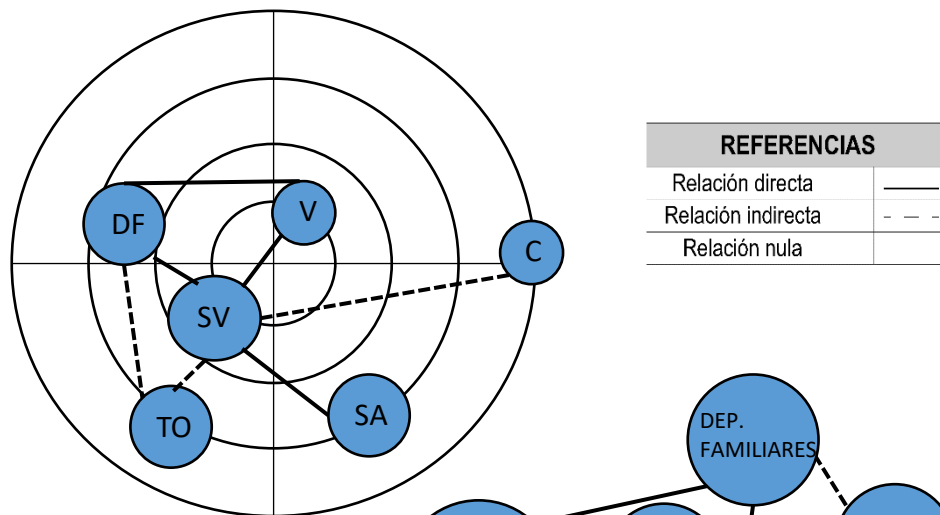 REFERENCIAS
Relación directa
Relación indirecta
Relación nula
V
DF
C
SV
TO
SA
DEP.
FAMILIARES